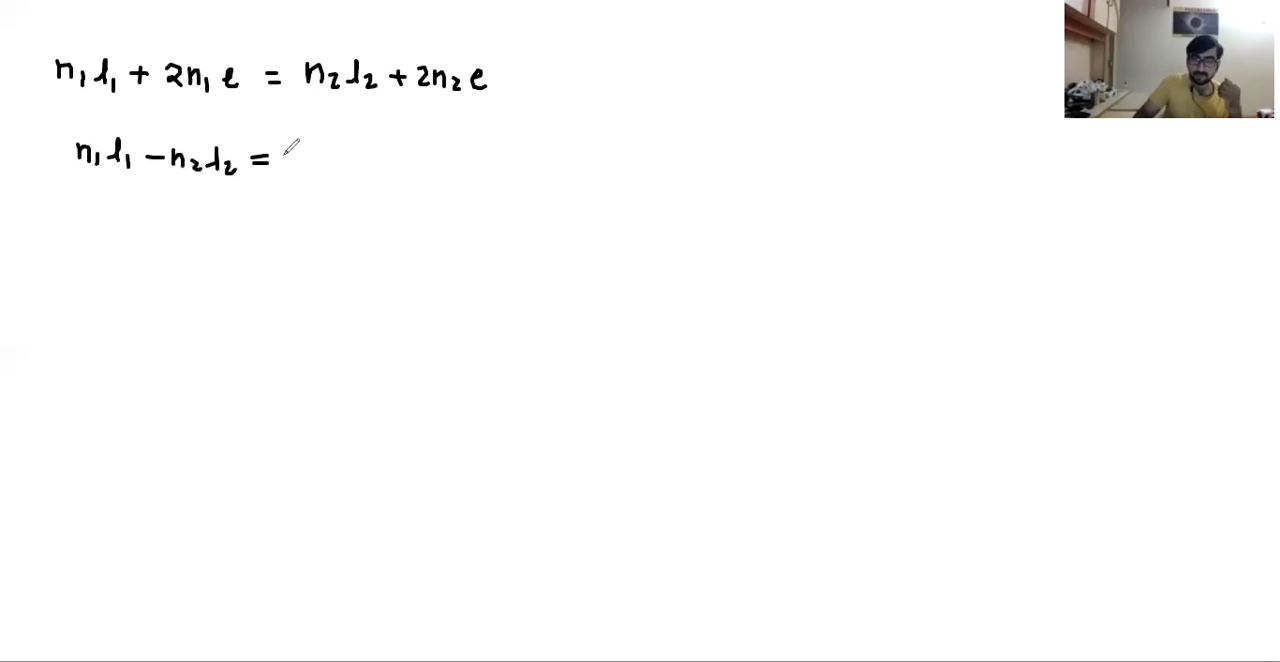 n₁l₁ + 2n₁e = n₂l₂ + 2n₂e
n₁l₁ − n₂l₂ =